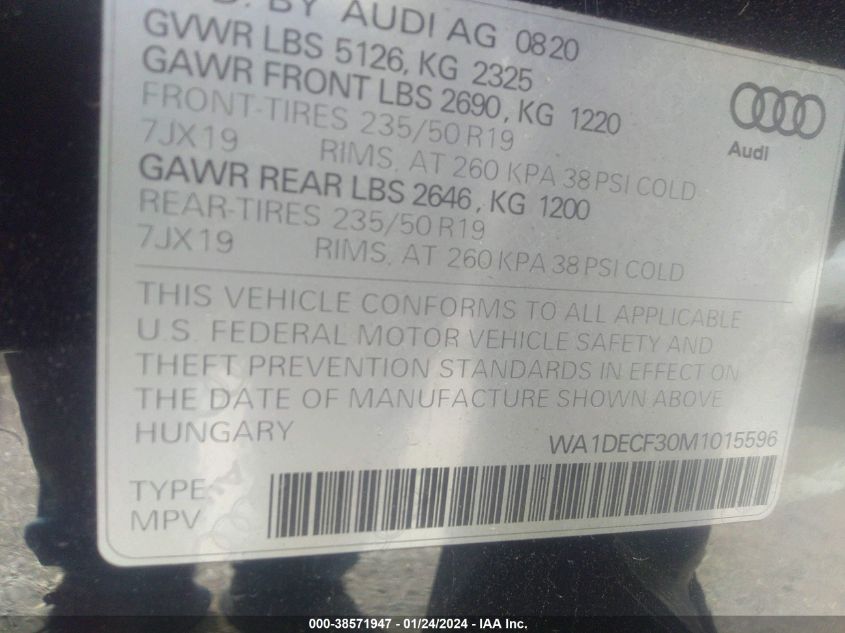 BY AUDI AG 0820
GVWR LBS 5126, KG 2325
GAWR FRONT LBS 2690, KG 1220
FRONT-TIRES 235/50 R19
7JX19 RIMS, AT 260 KPA 38 PSI COLD
GAWR REAR LBS 2646, KG 1200
REAR-TIRES 235/50 R19
7JX19 RIMS, AT 260 KPA 38 PSI COLD
Audi
THIS VEHICLE CONFORMS TO ALL APPLICABLE
U.S. FEDERAL MOTOR VEHICLE SAFETY AND
THEFT PREVENTION STANDARDS IN EFFECT ON
THE DATE OF MANUFACTURE SHOWN ABOVE
HUNGARY
WA1DECF30M1015596
TYPE
MPV
000-38571947 - 01/24/2024 - IAA Inc.